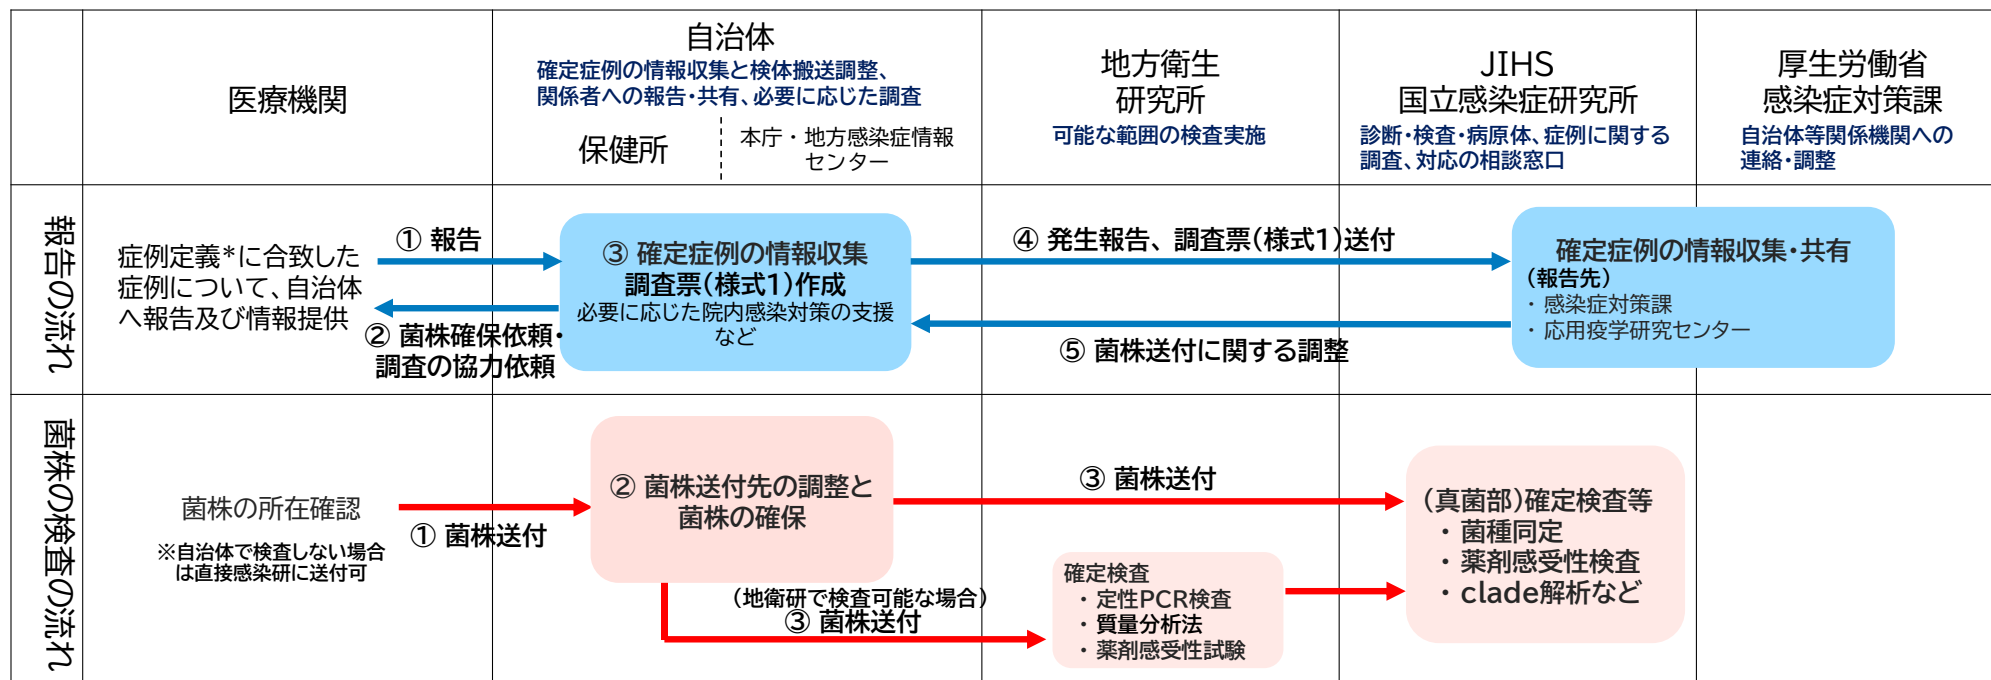 医療機関
自治体
確定症例の情報収集と検体搬送調整、
関係者への報告・共有、必要に応じた調査
保健所
本庁・地方感染症情報
センター
地方衛生
研究所
可能な範囲の検査実施
JIHS
国立感染症研究所
診断・検査・病原体、症例に関する
調査、対応の相談窓口
厚生労働省
感染症対策課
自治体等関係機関への
連絡・調整
報告の流れ
症例定義*に合致した
症例について、自治体
へ報告及び情報提供
① 報告
② 菌株確保依頼・
調査の協力依頼
③ 確定症例の情報収集
調査票(様式1)作成
必要に応じた院内感染対策の支援
など
④ 発生報告、調査票(様式1)送付
⑤ 菌株送付に関する調整
確定症例の情報収集・共有
(報告先)
・ 感染症対策課
・ 応用疫学研究センター
菌株の検査の流れ
菌株の所在確認
※自治体で検査しない場合
は直接感染研に送付可
① 菌株送付
② 菌株送付先の調整と
菌株の確保
③ 菌株送付
(地衛研で検査可能な場合)
③ 菌株送付
確定検査
・ 定性PCR検査
・ 質量分析法
・ 薬剤感受性試験
(真菌部)確定検査等
・ 菌種同定
・ 薬剤感受性検査
・ clade解析など